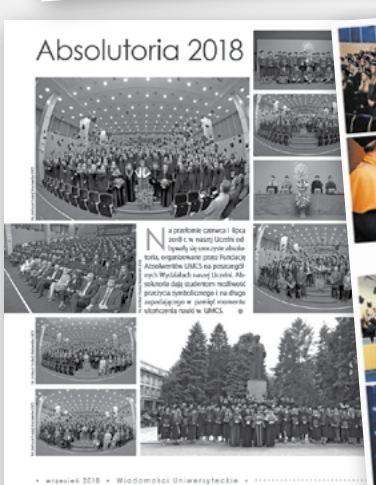 Absolutoria 2018
Na przełomie czerwca i lipca
2018 r. w naszej Uczelni od-
bywały się uroczyste absolu-
toria, organizowane przez Fundację
Absolwentów UMCS na poszczegól-
nych Wydziałach naszej Uczelni. Ab-
solutoria dają studentom możliwość
przeżycia symbolicznego i na długo
zapadającego w pamięć momentu
ukończenia nauki w UMCS.
• wrzesień 2018 • Wiadomości Uniwersyteckie •